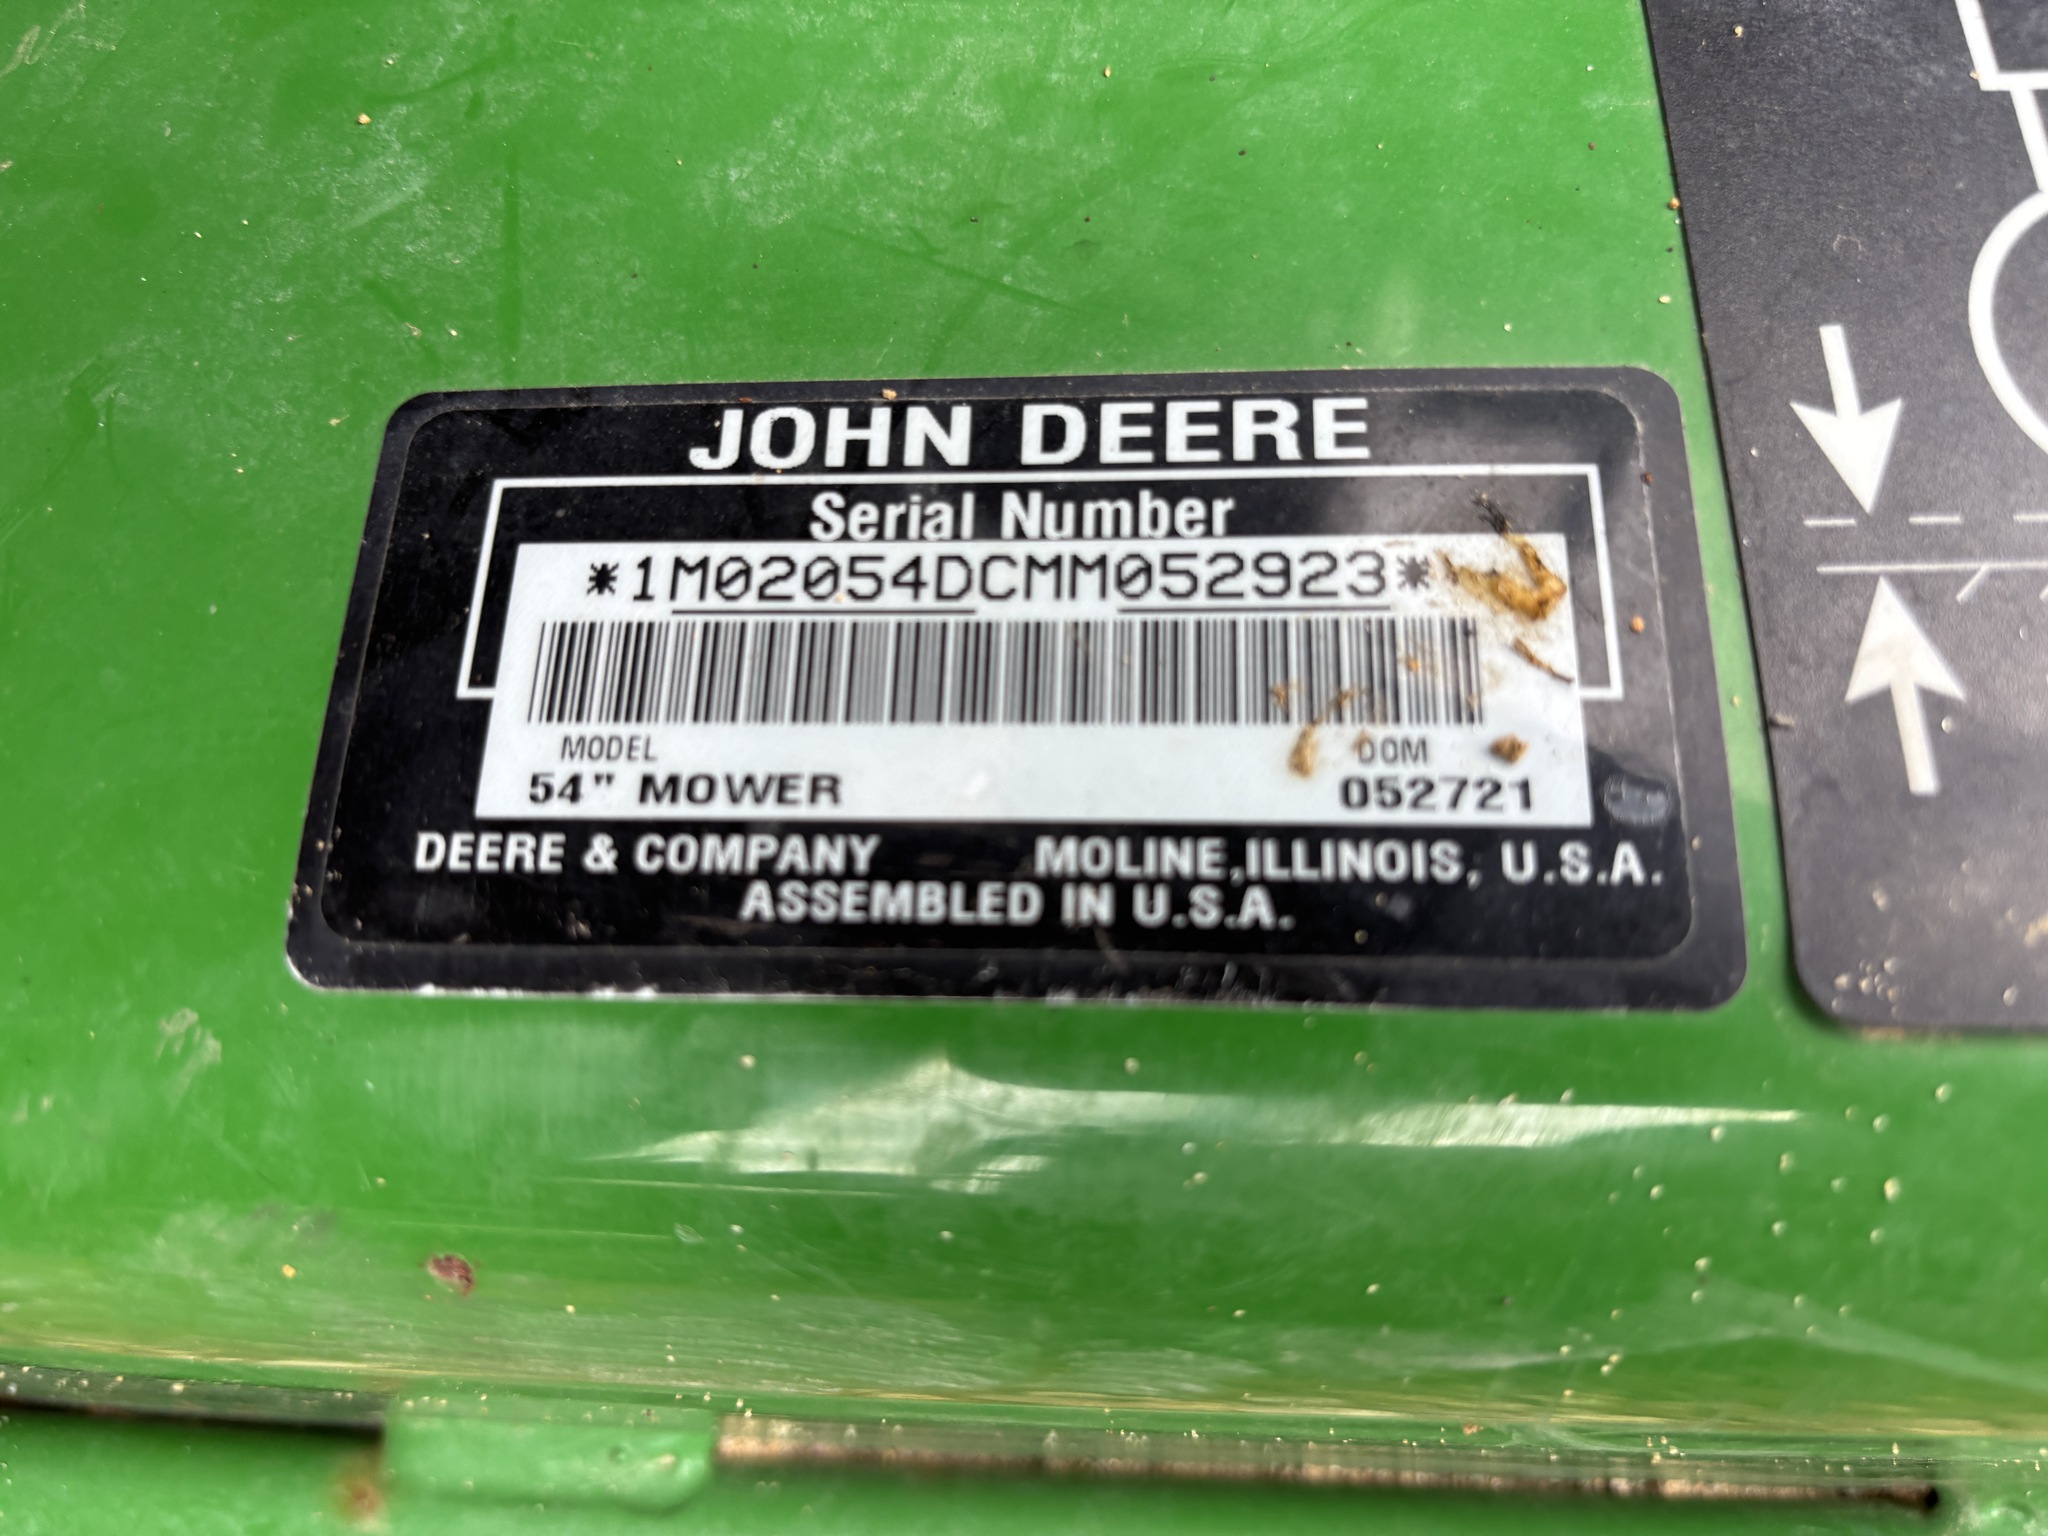 JOHN DEERE
Serial Number
*1M02054DCMM052923*
MODEL DOM
54" MOWER 052721
DEERE & COMPANY MOLINE, ILLINOIS, U.S.A.
ASSEMBLED IN U.S.A.